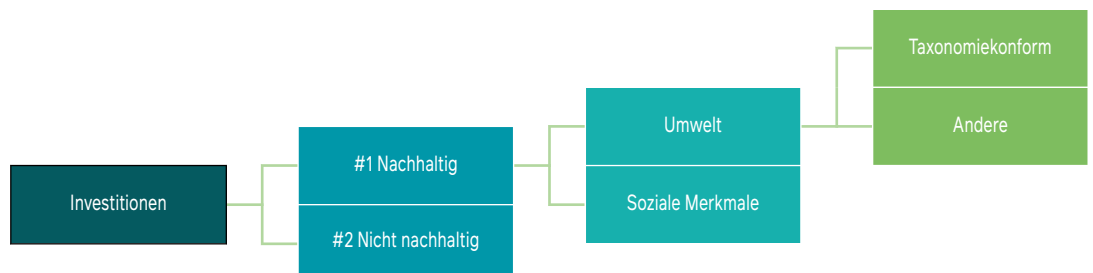 Investitionen
#1 Nachhaltig
#2 Nicht nachhaltig
Umwelt
Soziale Merkmale
Taxonomiekonform
Andere